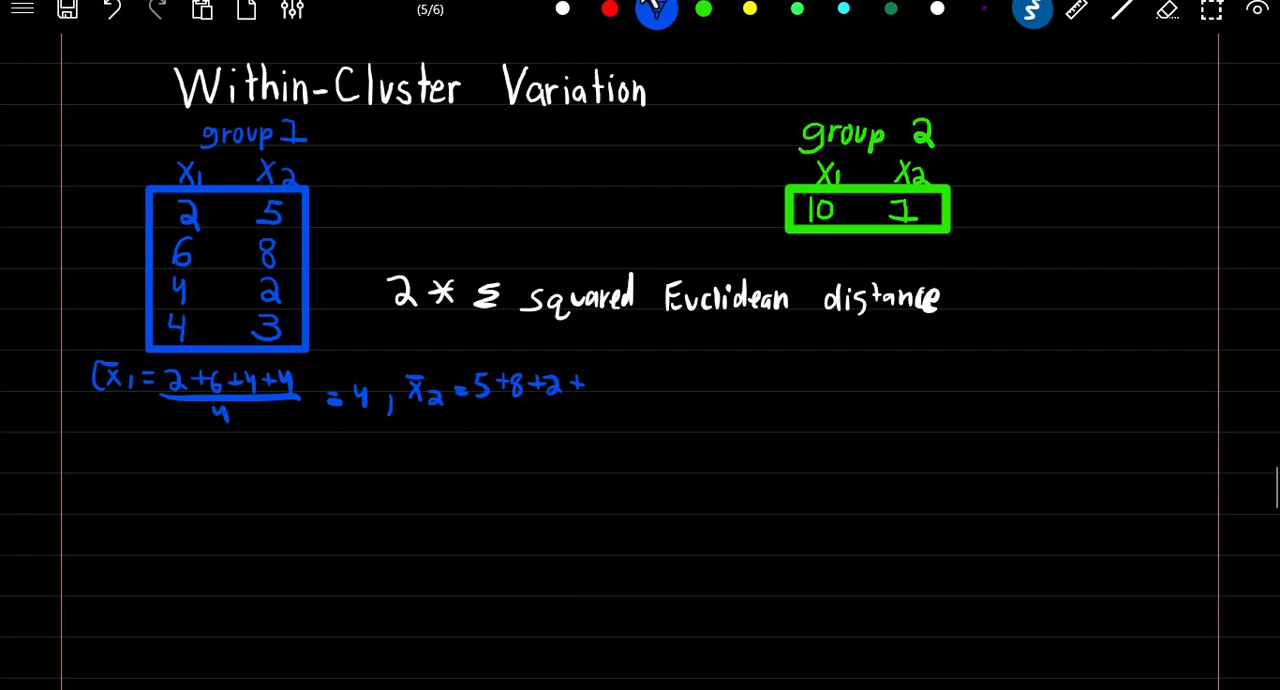 (5/6)
Within-Cluster Variation
group 1
X1 X2
2 5
6 8
4 2
4 3
group 2
X1 X2
10 1
2 * Σ squared Euclidean distance
(x̄1 = 2+6+4+4 / 4 = 4, x̄2 = 5+8+2+